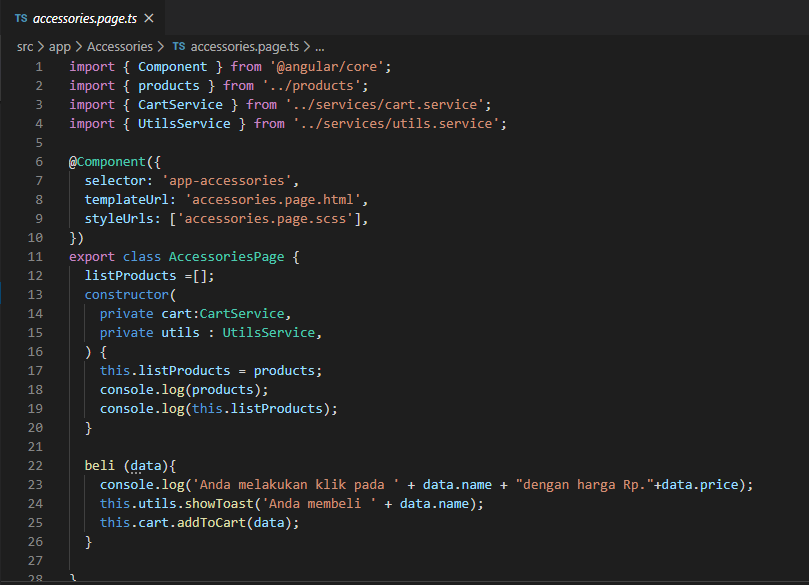 TS accessories.page.ts ×
src > app > Accessories > TS accessories.page.ts > ...
1 import { Component } from '@angular/core';
2 import { products } from '../products';
3 import { CartService } from '../services/cart.service';
4 import { UtilsService } from '../services/utils.service';
5
6 @Component({
7   selector: 'app-accessories',
8   templateUrl: 'accessories.page.html',
9   styleUrls: ['accessories.page.scss'],
10 })
11 export class AccessoriesPage {
12   listProducts =[];
13   constructor(
14     private cart:CartService,
15     private utils : UtilsService,
16   ) {
17     this.listProducts = products;
18     console.log(products);
19     console.log(this.listProducts);
20   }
21
22   beli (data){
23     console.log('Anda melakukan klik pada ' + data.name + "dengan harga Rp."+data.price);
24     this.utils.showToast('Anda membeli ' + data.name);
25     this.cart.addToCart(data);
26   }
27
28 }